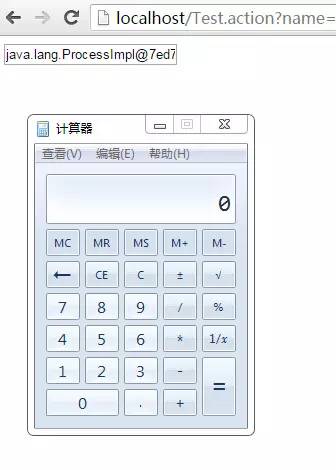 localhost/Test.action?name=
java.lang.ProcessImpl@7ed7
计算器
查看(V) 编辑(E) 帮助(H)
0
MC MR MS M+ M-
← CE C ± √
7 8 9 / %
4 5 6 * 1/x
1 2 3 - =
0 . +